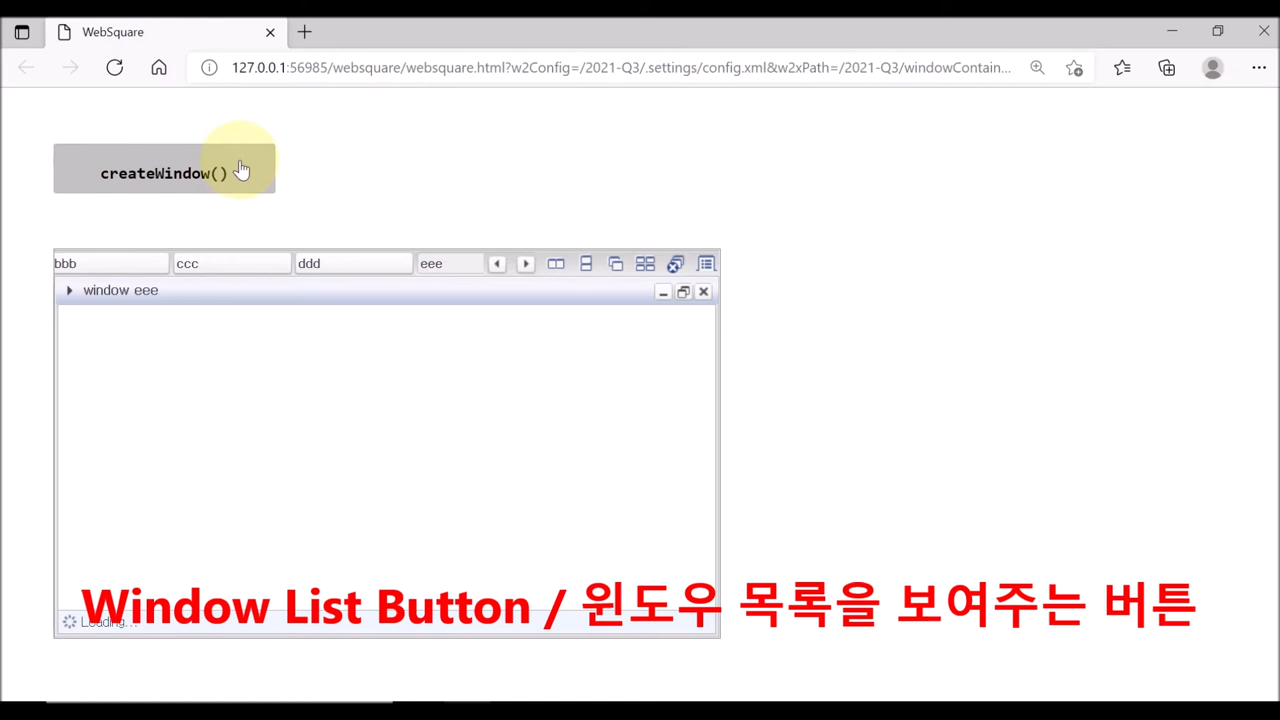 WebSquare
127.0.0.1:56985/websquare/websquare.html?w2Config=/2021-Q3/.settings/config.xml&w2xPath=/2021-Q3/windowContain...
createWindow()
bbb ccc ddd eee
window eee
Loading...
Window List Button / 윈도우 목록을 보여주는 버튼